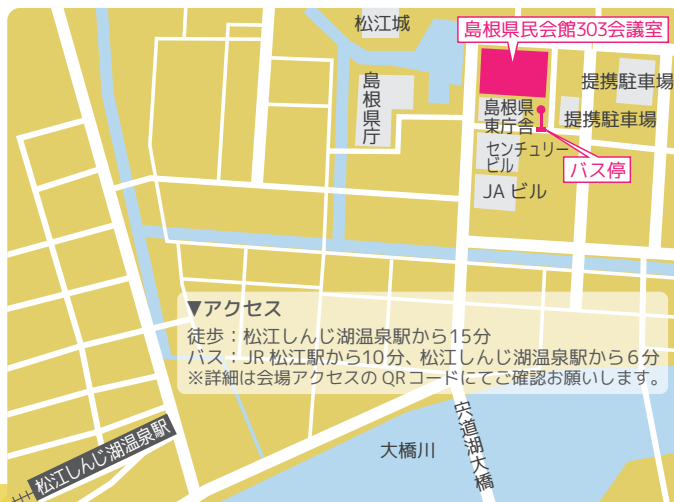 松江城
島根県民会館303会議室
島根県庁
提携駐車場
島根県
東庁舎
提携駐車場
センチュリー
ビル
バス停
JA ビル
▼アクセス
徒歩：松江しんじ湖温泉駅から15分
バス：JR 松江駅から10分、松江しんじ湖温泉駅から6分
※詳細は会場アクセスの QRコードにてご確認お願いします。
宍道湖大橋
大橋川
松江しんじ湖温泉駅